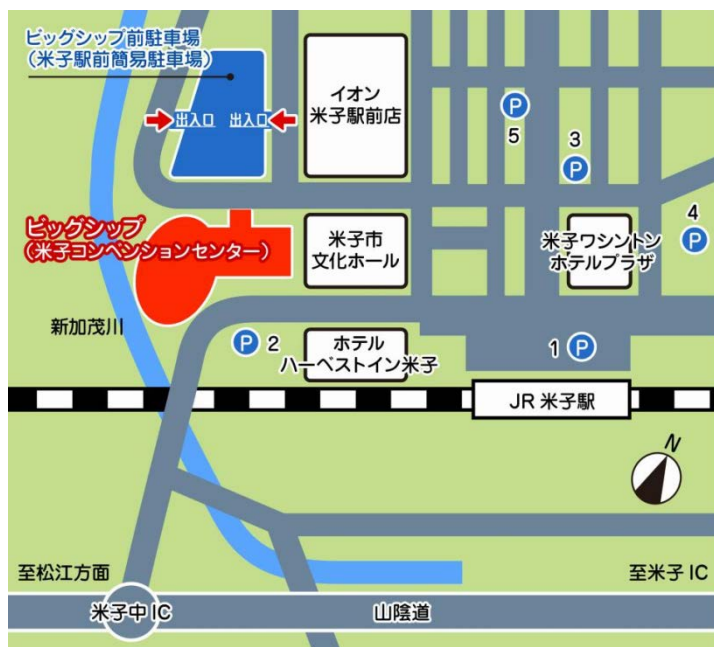 ビッグシップ前駐車場
（米子駅前簡易駐車場）
出入口 出入口
イオン
米子駅前店
P
5
3
P
4
P
ビッグシップ
（米子コンベンションセンター）
米子市
文化ホール
米子ワシントン
ホテルプラザ
新加茂川
P 2
ホテル
ハーベストイン米子
1 P
JR 米子駅
N
至松江方面
至米子 IC
米子中 IC
山陰道